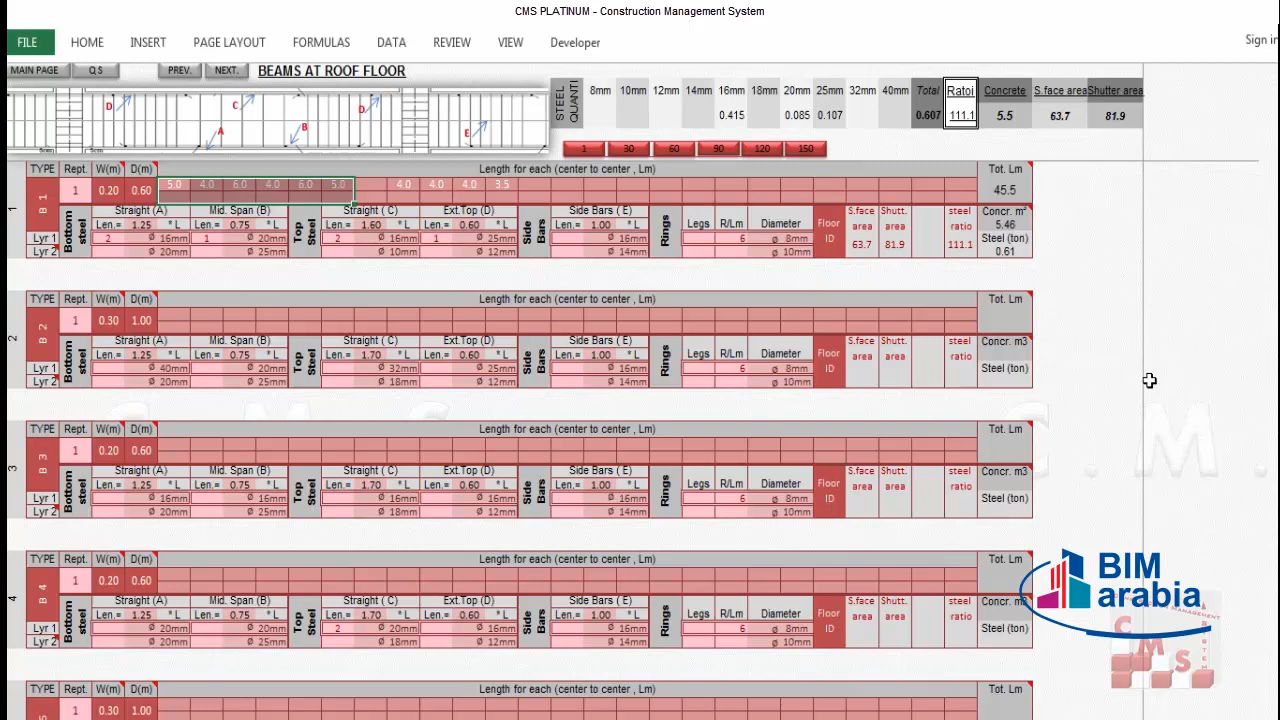 CMS PLATINUM - Construction Management System
FILE HOME INSERT PAGE LAYOUT FORMULAS DATA REVIEW VIEW Developer Sign in
MAIN PAGE Q S PREV. NEXT. BEAMS AT ROOF FLOOR
STEEL QUANTI 8mm 10mm 12mm 14mm 16mm 18mm 20mm 25mm 32mm 40mm Total Ratoi Concrete S.face area Shutter area
0.415 0.085 0.107 0.607 111.1 5.5 63.7 81.9
D C D A B E
1 30 60 90 120 150
TYPE Rept. W(m) D(m) Length for each (center to center , Lm) Tot. Lm
1 B 1 1 0.20 0.60 5.0 4.0 6.0 4.0 6.0 5.0 4.0 4.0 4.0 3.5 45.5
Bottom steel Straight (A) Mid. Span (B) Top Steel Straight ( C) Ext.Top (D) Side Bars Side Bars ( E) Rings Legs R/Lm Diameter Floor ID S.face area Shutt. area steel ratio Concr. m³
Len.= 1.25 * L Len.= 0.75 * L Len.= 1.60 * L Len.= 0.60 * L Len.= 1.00 * L 5.46
Lyr 1 2 Ø 16mm 1 Ø 20mm 2 Ø 16mm 1 Ø 25mm Ø 16mm 6 Ø 8mm 63.7 81.9 111.1 Steel (ton)
Lyr 2 Ø 20mm Ø 25mm Ø 10mm Ø 12mm Ø 14mm Ø 10mm 0.61
TYPE Rept. W(m) D(m) Length for each (center to center , Lm) Tot. Lm
2 B 2 1 0.30 1.00
Bottom steel Straight (A) Mid. Span (B) Top Steel Straight ( C) Ext.Top (D) Side Bars Side Bars ( E) Rings Legs R/Lm Diameter Floor ID S.face area Shutt. area steel ratio Concr. m3
Len.= 1.25 * L Len.= 0.75 * L Len.= 1.70 * L Len.= 0.60 * L Len.= 1.00 * L
Lyr 1 Ø 40mm Ø 20mm Ø 32mm Ø 25mm Ø 16mm 6 Ø 8mm Steel (ton)
Lyr 2 Ø 20mm Ø 25mm Ø 18mm Ø 12mm Ø 14mm Ø 10mm
C . M .
TYPE Rept. W(m) D(m) Length for each (center to center , Lm) Tot. Lm
3 B 3 1 0.20 0.60
Bottom steel Straight (A) Mid. Span (B) Top Steel Straight ( C) Ext.Top (D) Side Bars Side Bars ( E) Rings Legs R/Lm Diameter Floor ID S.face area Shutt. area steel ratio Concr. m3
Len.= 1.25 * L Len.= 0.75 * L Len.= 1.70 * L Len.= 0.60 * L Len.= 1.00 * L
Lyr 1 Ø 16mm Ø 16mm Ø 16mm Ø 16mm Ø 16mm 6 Ø 8mm Steel (ton)
Lyr 2 Ø 20mm Ø 25mm Ø 18mm Ø 12mm Ø 14mm Ø 10mm
TYPE Rept. W(m) D(m) Length for each (center to center , Lm) Tot. Lm
4 B 4 1 0.20 0.60
Bottom steel Straight (A) Mid. Span (B) Top Steel Straight ( C) Ext.Top (D) Side Bars Side Bars ( E) Rings Legs R/Lm Diameter Floor ID S.face area Shutt. area steel ratio Concr.
Len.= 1.25 * L Len.= 0.75 * L Len.= 1.70 * L Len.= 0.60 * L Len.= 1.00 * L
Lyr 1 Ø 20mm Ø 20mm 2 Ø 20mm Ø 16mm Ø 16mm 6 Ø 8mm Steel (ton)
Lyr 2 Ø 20mm Ø 25mm Ø 18mm Ø 12mm Ø 14mm Ø 10mm
BIM
arabia
C M S
TYPE Rept. W(m) D(m) Length for each (center to center , Lm) Tot. Lm
1 0.30 1.00